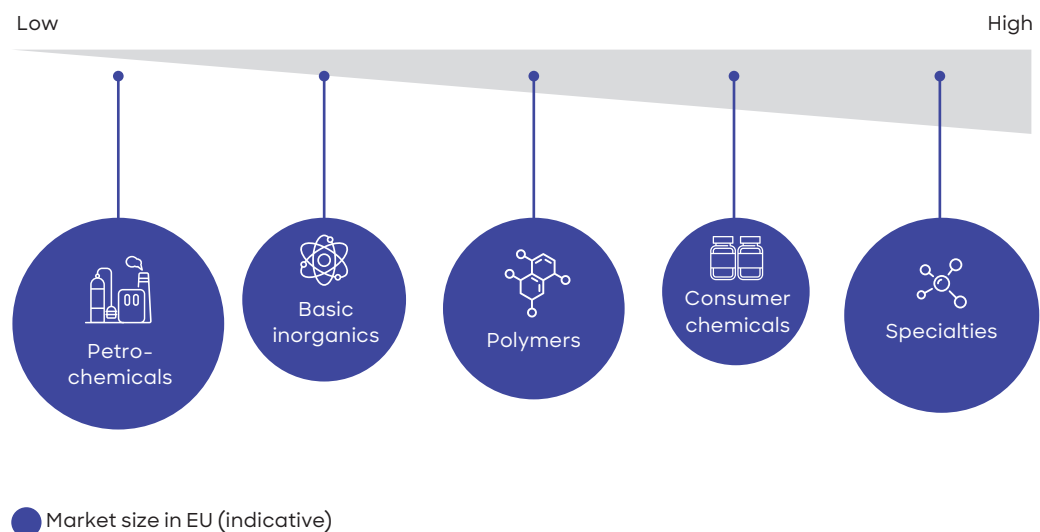 Low
High
Petro-
chemicals
Basic
inorganics
Polymers
Consumer
chemicals
Specialties
Market size in EU (indicative)